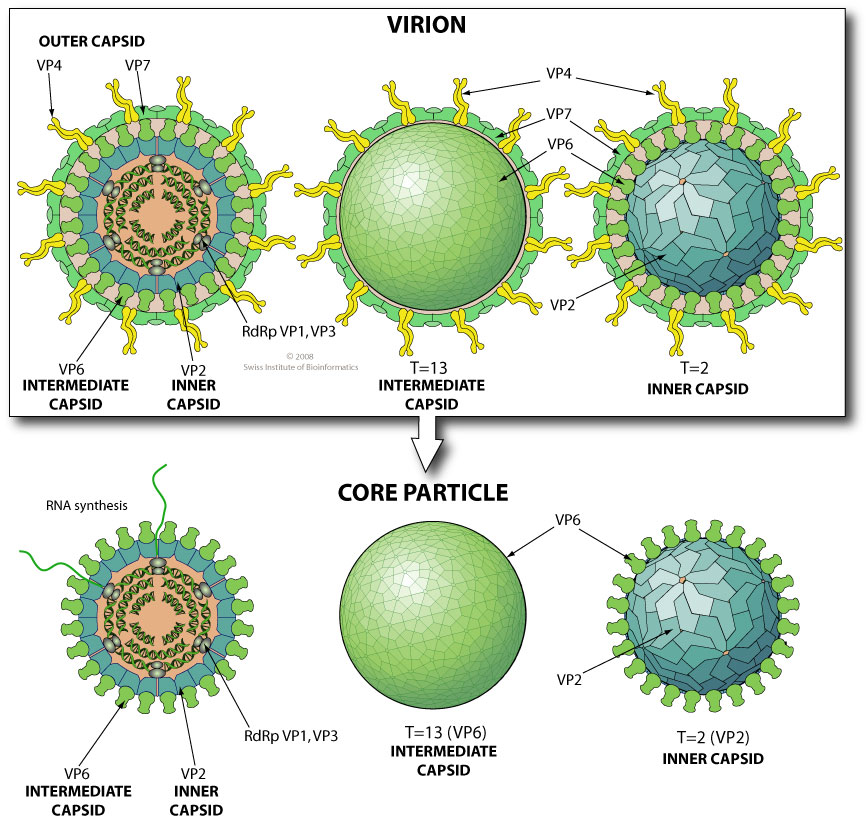 VIRION
OUTER CAPSID
VP4
VP7
VP4
VP7
VP6
VP2
RdRp VP1, VP3
© 2008
Swiss Institute of Bioinformatics
VP6
INTERMEDIATE
CAPSID
VP2
INNER
CAPSID
T=13
INTERMEDIATE
CAPSID
T=2
INNER CAPSID
CORE PARTICLE
RNA synthesis
VP6
VP2
RdRp VP1, VP3
VP6
INTERMEDIATE
CAPSID
VP2
INNER
CAPSID
T=13 (VP6)
INTERMEDIATE
CAPSID
T=2 (VP2)
INNER CAPSID